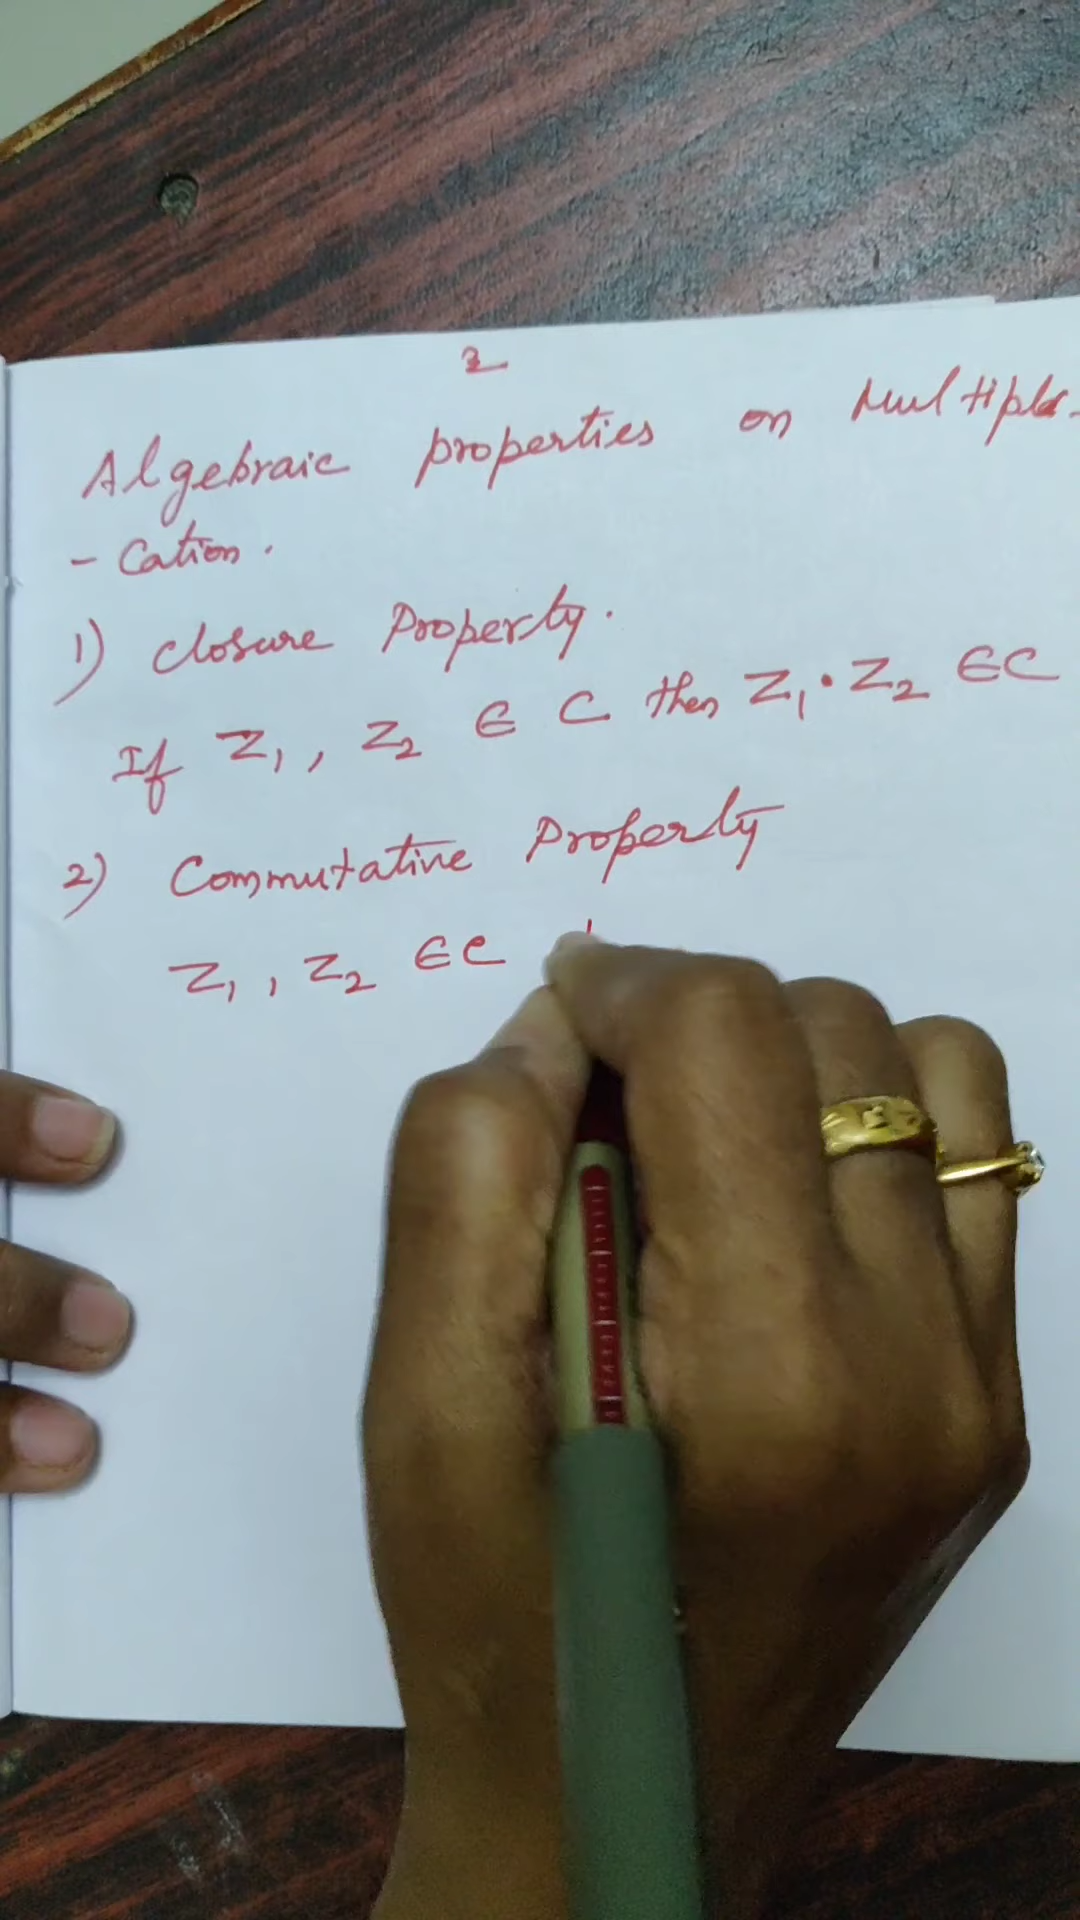 2
Algebraic properties on Multipli-
- Cation.
1) Closure Property.
If Z₁, Z₂ ∈ C then Z₁·Z₂ ∈C
2) Commutative Property
Z₁, Z₂ ∈C